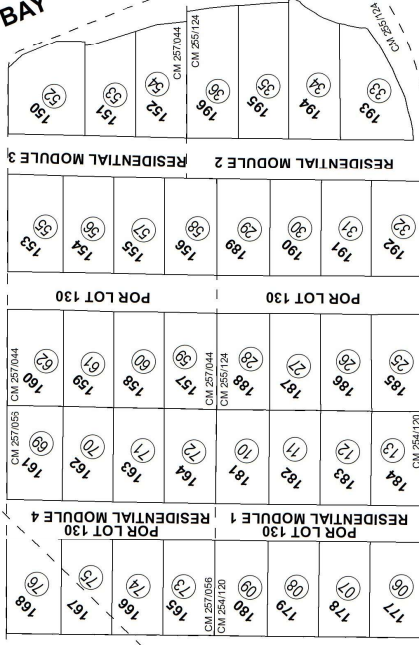 BAY
150 52
151 53
152 54
CM 257/044
CM 255/124
196 36
195 35
194 34
193 33
CM 255/124
RESIDENTIAL MODULE 3
RESIDENTIAL MODULE 2
153 55
154 56
155 57
156 58
189 29
190 30
191 31
192 32
POR LOT 130
POR LOT 130
CM 257/044
160 62
159 61
158 60
157 59
CM 257/044
CM 255/124
188 28
187 27
186 26
185 25
CM 257/056
161 69
162 70
163 71
164 72
181 10
182 11
183 12
184 13
CM 254/120
RESIDENTIAL MODULE 4
RESIDENTIAL MODULE 1
POR LOT 130
POR LOT 130
168 76
167 75
166 74
165 73
CM 257/056
CM 254/120
180 09
179 08
178 07
177 06